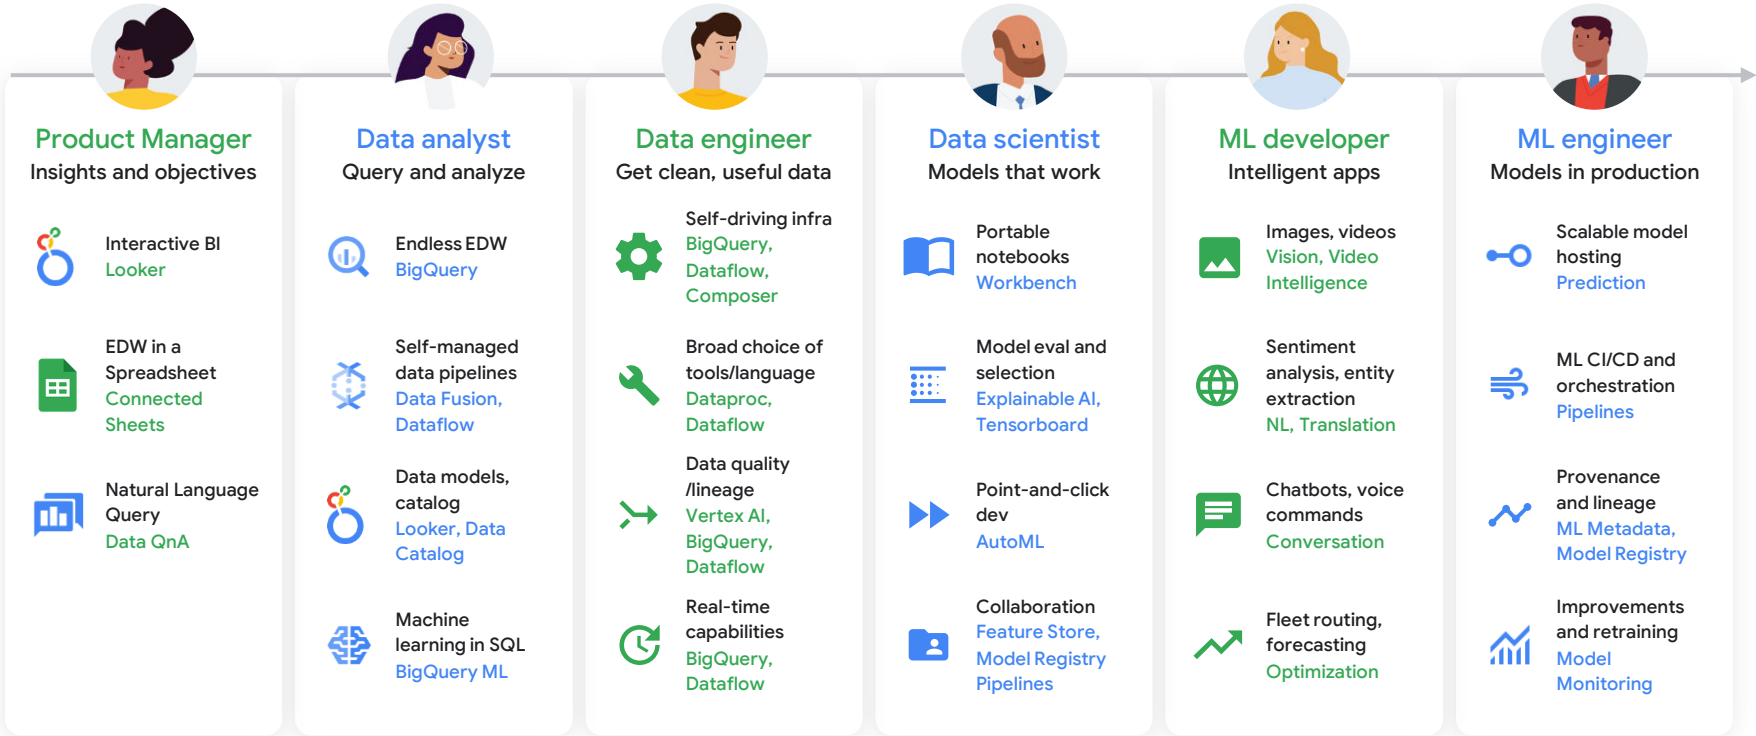 Product Manager
Insights and objectives
Interactive BI
Looker
EDW in a
Spreadsheet
Connected
Sheets
Natural Language
Query
Data QnA
Data analyst
Query and analyze
Endless EDW
BigQuery
Self-managed
data pipelines
Data Fusion,
Dataflow
Data models,
catalog
Looker, Data
Catalog
Machine
learning in SQL
BigQuery ML
Data engineer
Get clean, useful data
Self-driving infra
BigQuery,
Dataflow,
Composer
Broad choice of
tools/language
Dataproc,
Dataflow
Data quality
/lineage
Vertex AI,
BigQuery,
Dataflow
Real-time
capabilities
BigQuery,
Dataflow
Data scientist
Models that work
Portable
notebooks
Workbench
Model eval and
selection
Explainable AI,
Tensorboard
Point-and-click
dev
AutoML
Collaboration
Feature Store,
Model Registry
Pipelines
ML developer
Intelligent apps
Images, videos
Vision, Video
Intelligence
Sentiment
analysis, entity
extraction
NL, Translation
Chatbots, voice
commands
Conversation
Fleet routing,
forecasting
Optimization
ML engineer
Models in production
Scalable model
hosting
Prediction
ML CI/CD and
orchestration
Pipelines
Provenance
and lineage
ML Metadata,
Model Registry
Improvements
and retraining
Model
Monitoring